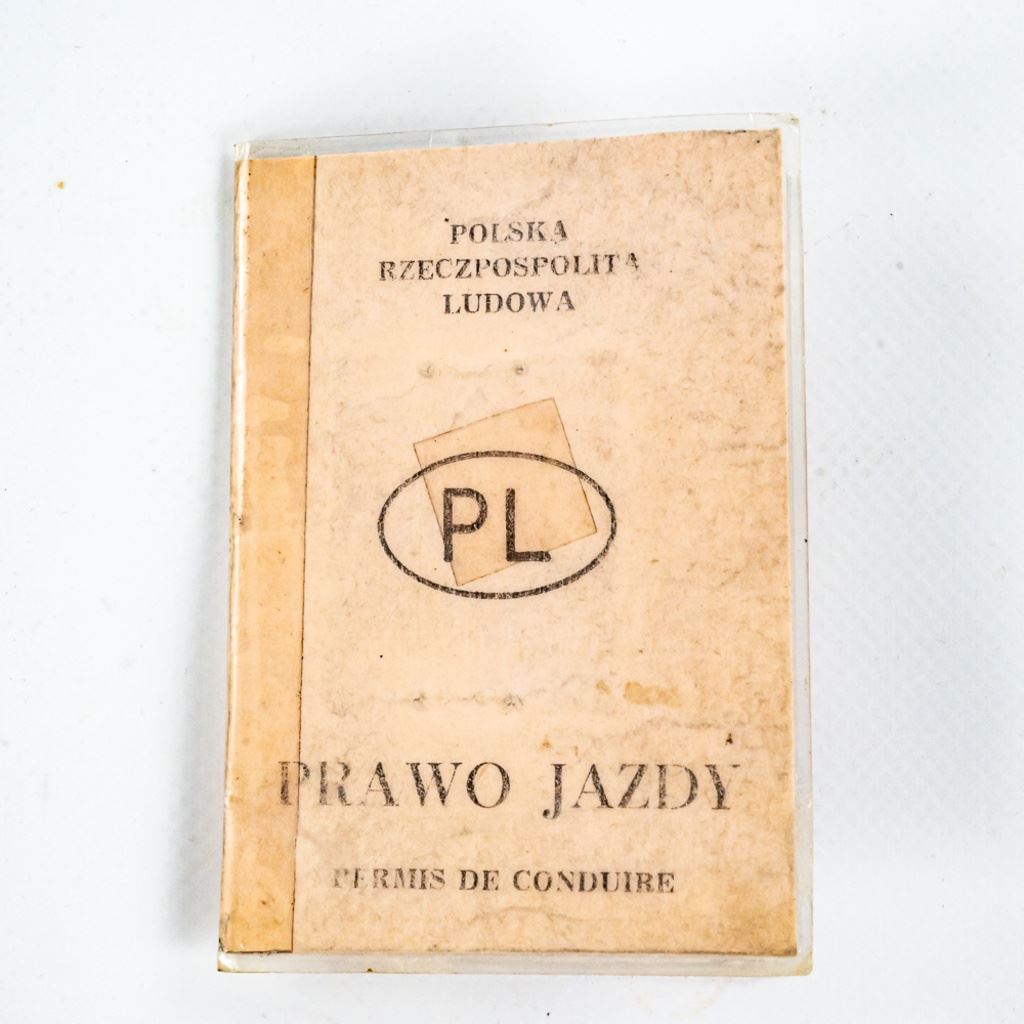 POLSKA
RZECZPOSPOLITA
LUDOWA
PL
PRAWO JAZDY
PERMIS DE CONDUIRE